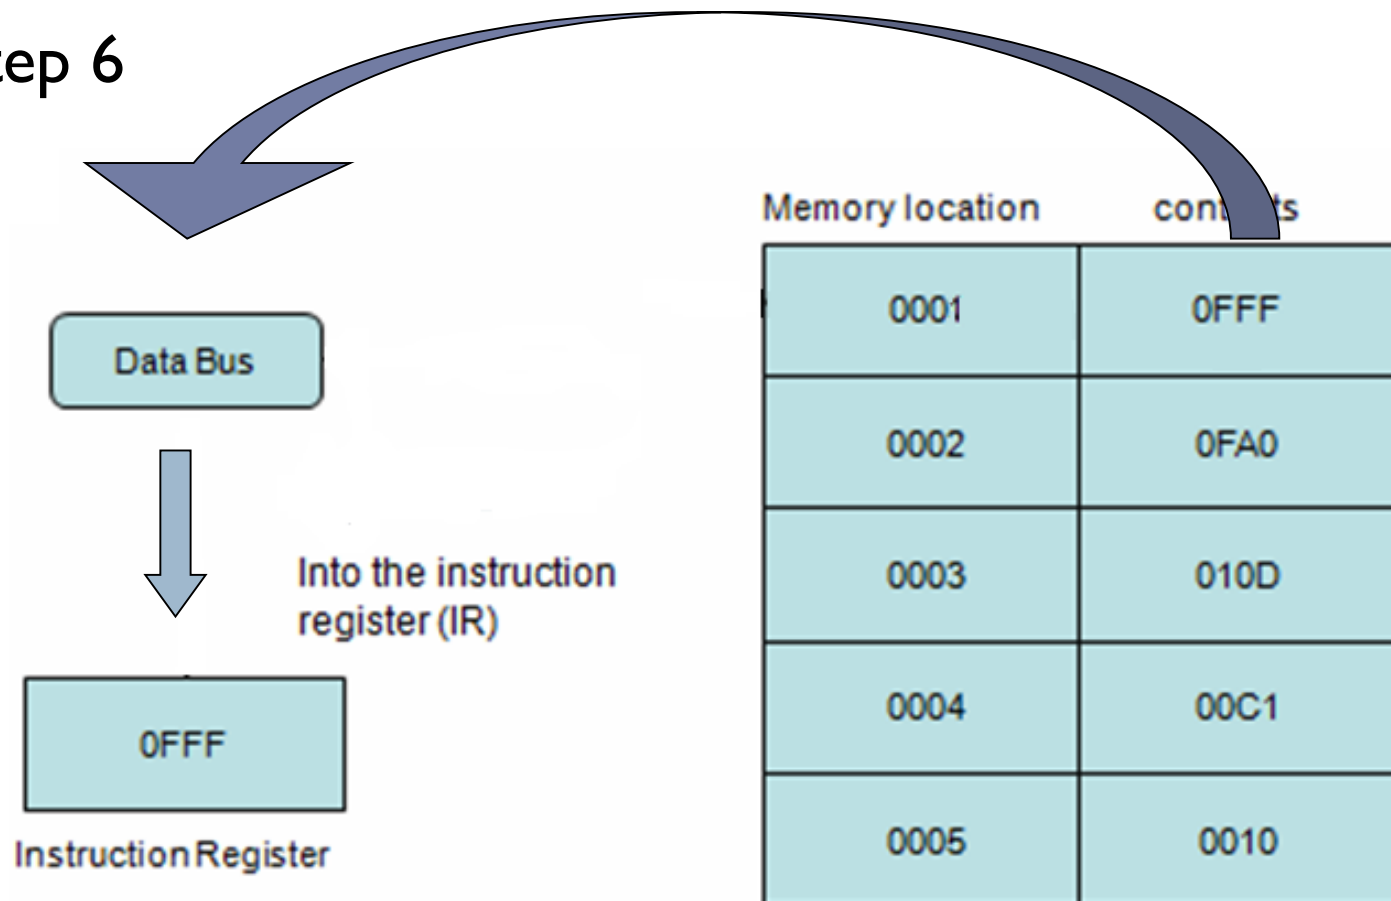 tep 6
Memory location
Data Bus
0001 0FFF
0002 0FA0
0003 010D
0004 00C1
0005 0010
Into the instruction
register (IR)
0FFF
Instruction Register